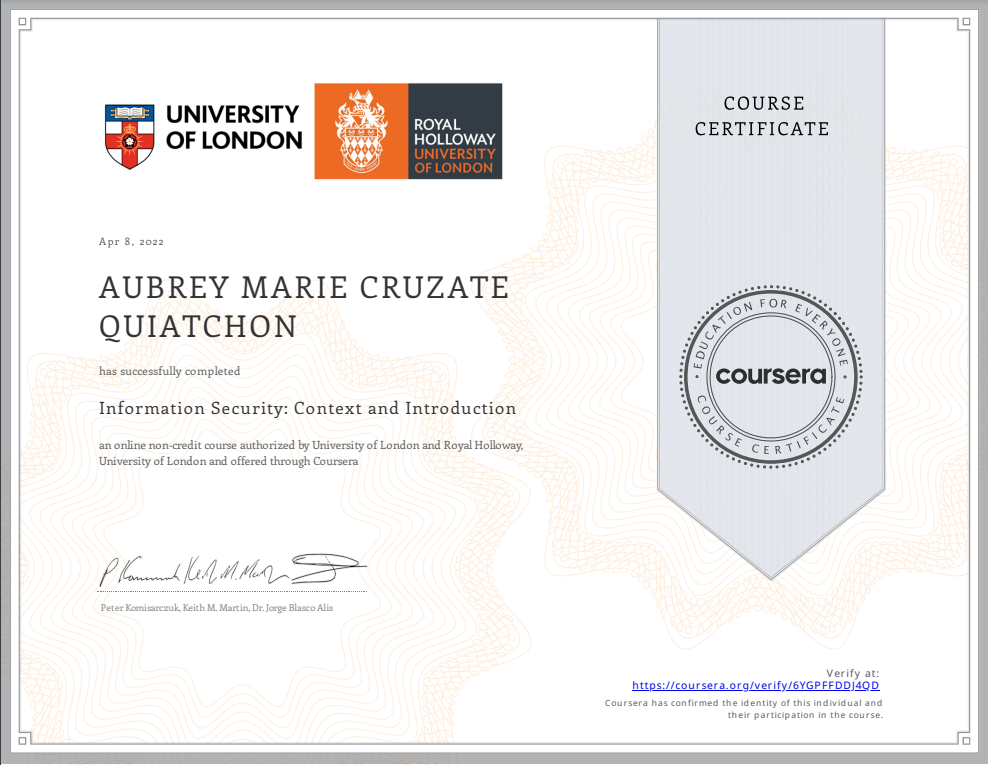 UNIVERSITY
OF LONDON
ROYAL
HOLLOWAY
UNIVERSITY
OF LONDON
COURSE
CERTIFICATE
Apr 8, 2022
AUBREY MARIE CRUZATE
QUIATCHON
has successfully completed
Information Security: Context and Introduction
an online non-credit course authorized by University of London and Royal Holloway,
University of London and offered through Coursera
EDUCATION FOR EVERYONE
coursera
COURSE CERTIFICATE
Peter Komisarczuk, Keith M. Martin, Dr. Jorge Blasco Alis
Verify at:
https://coursera.org/verify/6YGPFFDDJ4QD
Coursera has confirmed the identity of this individual and
their participation in the course.